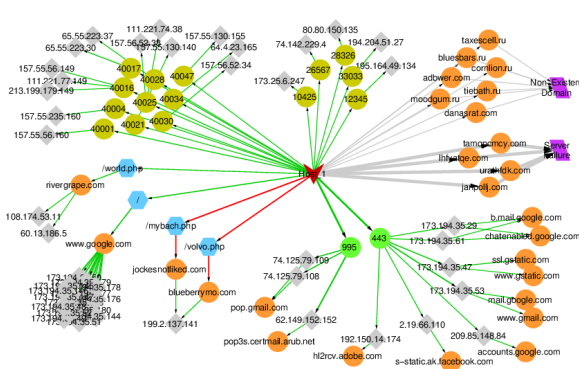 111.221.74.38
65.55.223.37
157.56.52.38
157.55.130.155
65.55.223.30
157.55.130.140
64.4.23.165
40017
157.55.56.149
40028
40047
157.56.52.34
111.221.77.149
40016
213.199.179.149
40025
40034
157.55.235.160
40004
40030
40021
157.55.56.160
40001
80.80.150.135
74.142.229.4
194.204.51.27
28326
195.164.49.134
26567
33033
173.25.6.247
10425
12345
taxescell.ru
bluesbars.ru
comlion.ru
adbwer.com
tiebath.ru
moodgum.ru
danasrat.com
Domain
tamopcmcy.com
Server
Failure
lhfyatqe.com
urathfdk.com
jarrpollj.com
Host 1
/world.php
rivergrape.com
/
108.174.53.11
60.13.186.5
www.google.com
/mybach.php
/volvo.php
jockesnotliked.com
blueberrymo.com
199.2.137.141
995
443
74.125.79.109
74.125.79.108
pop.gmail.com
62.149.152.152
pop3s.certmail.arub.net
192.150.14.174
hl2rcv.adobe.com
2.19.66.110
s-static.ak.facebook.com
209.85.148.84
accounts.google.com
173.194.35.29
173.194.35.61
b.mail.google.com
chatenabled.google.com
173.194.35.47
ssl.gstatic.com
www.gstatic.com
173.194.35.53
mail.google.com
www.gmail.com